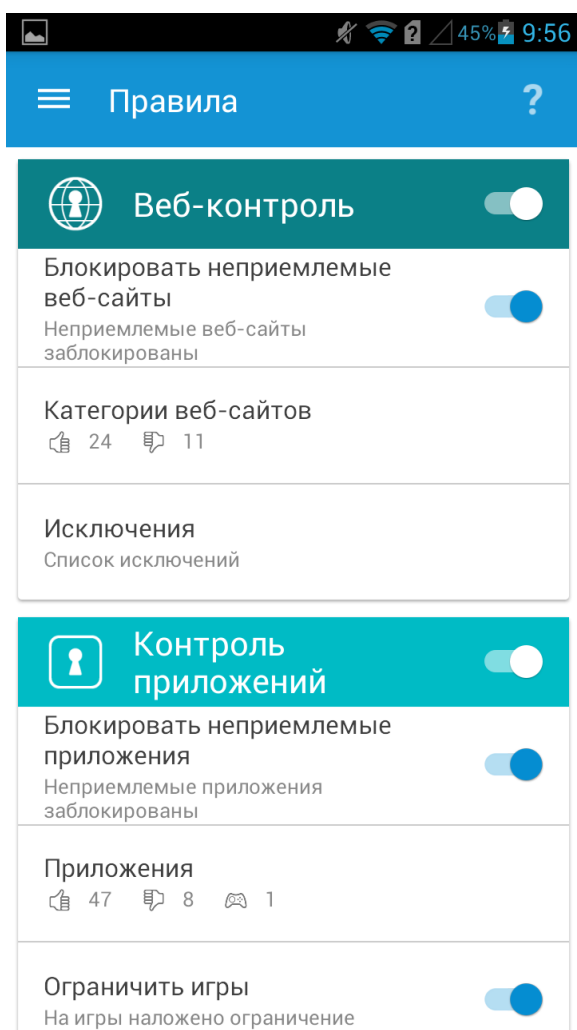 45% 9:56
Правила ?
Веб-контроль
Блокировать неприемлемые
веб-сайты
Неприемлемые веб-сайты
заблокированы
Категории веб-сайтов
24 11
Исключения
Список исключений
Контроль
приложений
Блокировать неприемлемые
приложения
Неприемлемые приложения
заблокированы
Приложения
47 8 1
Ограничить игры
На игры наложено ограничение